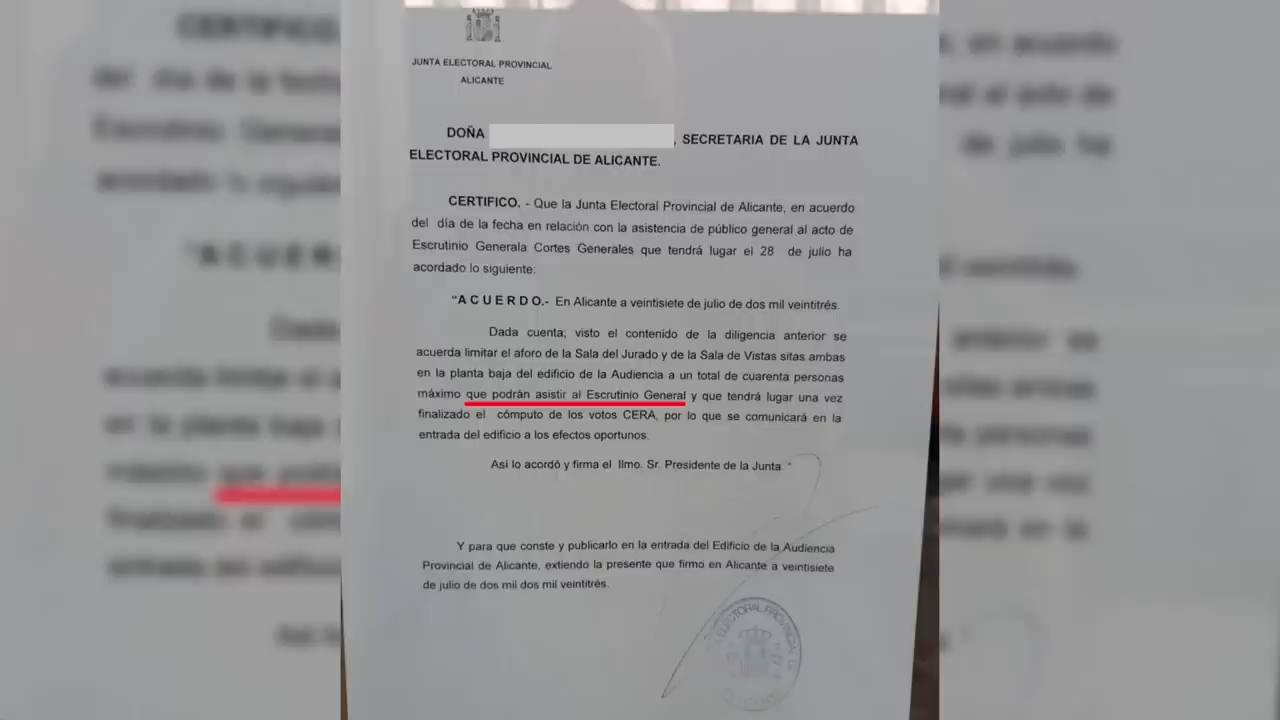 JUNTA ELECTORAL PROVINCIAL
ALICANTE
DOÑA , SECRETARIA DE LA JUNTA
ELECTORAL PROVINCIAL DE ALICANTE.
CERTIFICO. - Que la Junta Electoral Provincial de Alicante, en acuerdo
del día de la fecha en relación con la asistencia de público general al acto de
Escrutinio Generala Cortes Generales que tendrá lugar el 28 de julio ha
acordado lo siguiente:
“A C U E R D O.- En Alicante a veintisiete de julio de dos mil veintitrés.
Dada cuenta; visto el contenido de la diligencia anterior se
acuerda limitar el aforo de la Sala del Jurado y de la Sala de Vistas sitas ambas
en la planta baja del edificio de la Audiencia a un total de cuarenta personas
máximo que podrán asistir al Escrutinio General y que tendrá lugar una vez
finalizado el cómputo de los votos CERA, por lo que se comunicará en la
entrada del edificio a los efectos oportunos.
Asi lo acordó y firma el Ilmo. Sr. Presidente de la Junta. “
Y para que conste y publicarlo en la entrada del Edificio de la Audiencia
Provincial de Alicante, extiendo la presente que firmo en Alicante a veintisiete
de julio de dos mil dos mil veintitrés.
ELECTORAL PROVINCIAL